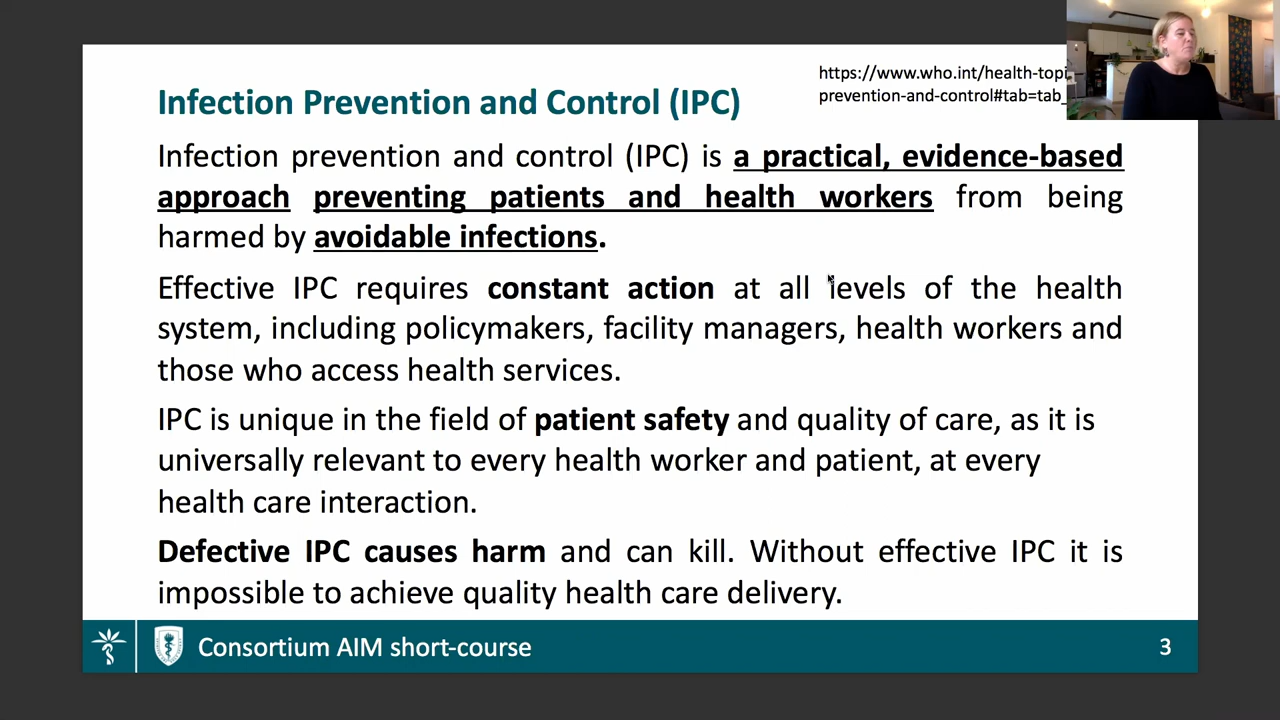 https://www.who.int/health-topi
prevention-and-control#tab=tab_
Infection Prevention and Control (IPC)
Infection prevention and control (IPC) is a practical, evidence-based
approach preventing patients and health workers from being
harmed by avoidable infections.
Effective IPC requires constant action at all levels of the health
system, including policymakers, facility managers, health workers and
those who access health services.
IPC is unique in the field of patient safety and quality of care, as it is
universally relevant to every health worker and patient, at every
health care interaction.
Defective IPC causes harm and can kill. Without effective IPC it is
impossible to achieve quality health care delivery.
Consortium AIM short-course
3